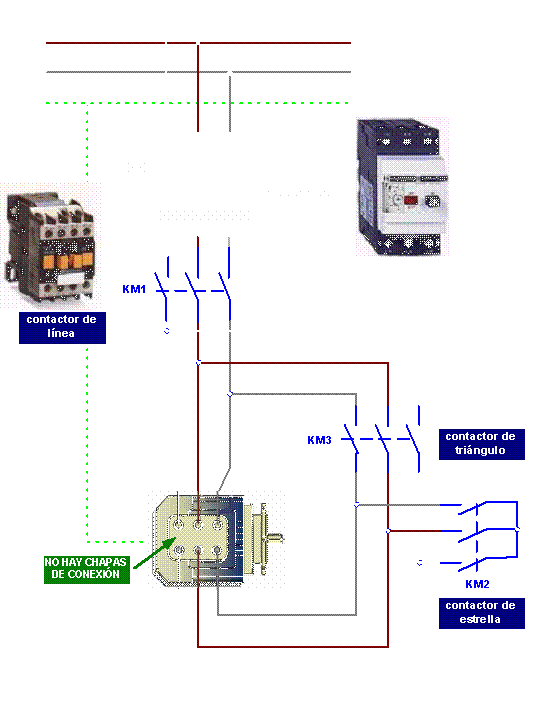 KM1
contactor de
línea
KM3
contactor de
triángulo
NO HAY CHAPAS
DE CONEXIÓN
KM2
contactor de
estrella